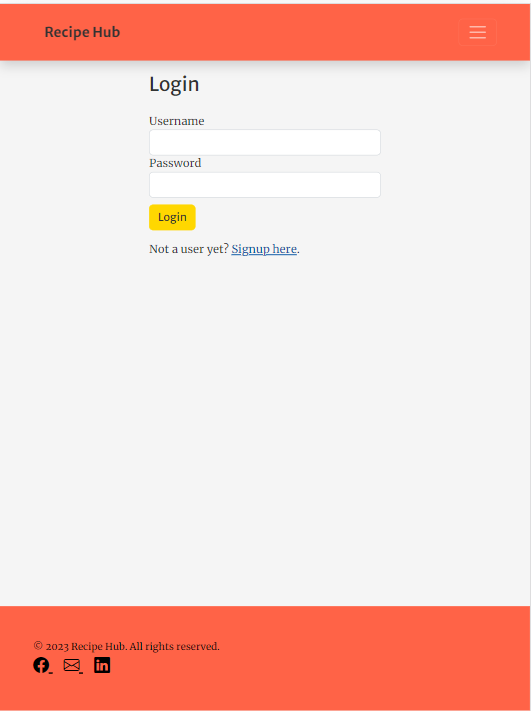 Recipe Hub
Login
Username
Password
Login
Not a user yet? Signup here.
© 2023 Recipe Hub. All rights reserved.